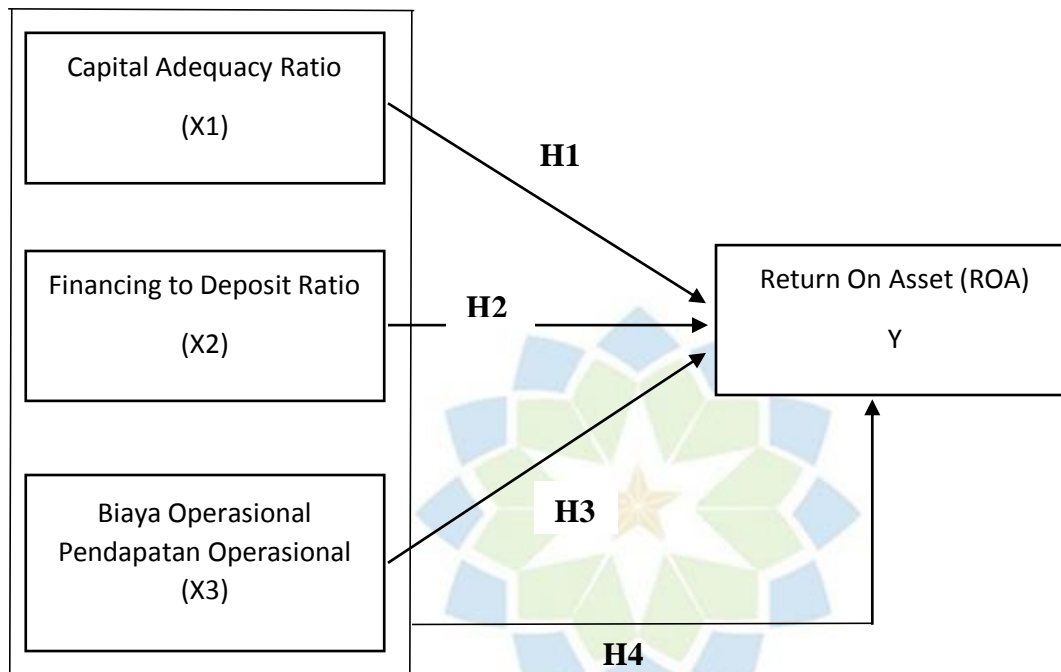 Capital Adequacy Ratio
(X1)
H1
Financing to Deposit Ratio
(X2)
H2
Return On Asset (ROA)
Y
Biaya Operasional
Pendapatan Operasional
(X3)
H3
H4